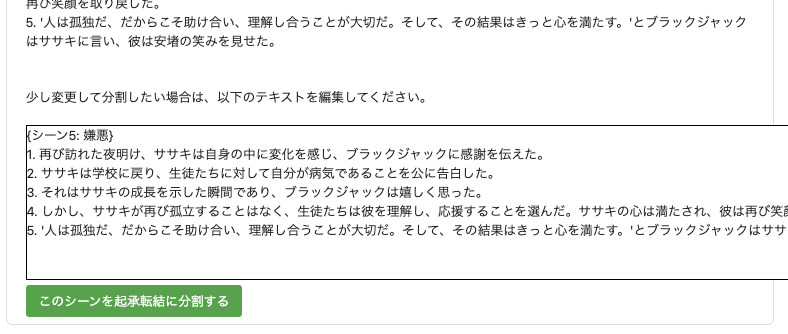 再び笑顔を取り戻した。
5. '人は孤独だ、だからこそ助け合い、理解し合うことが大切だ。そして、その結果はきっと心を満たす。'とブラックジャック
はササキに言い、彼は安堵の笑みを見せた。
少し変更して分割したい場合は、以下のテキストを編集してください。
{シーン5: 嫌悪}
1. 再び訪れた夜明け、ササキは自身の中に変化を感じ、ブラックジャックに感謝を伝えた。
2. ササキは学校に戻り、生徒たちに対して自分が病気であることを公に告白した。
3. それはササキの成長を示した瞬間であり、ブラックジャックは嬉しく思った。
4. しかし、ササキが再び孤立することはなく、生徒たちは彼を理解し、応援することを選んだ。ササキの心は満たされ、彼は再び笑顔
5. '人は孤独だ、だからこそ助け合い、理解し合うことが大切だ。そして、その結果はきっと心を満たす。'とブラックジャックはササ
このシーンを起承転結に分割する